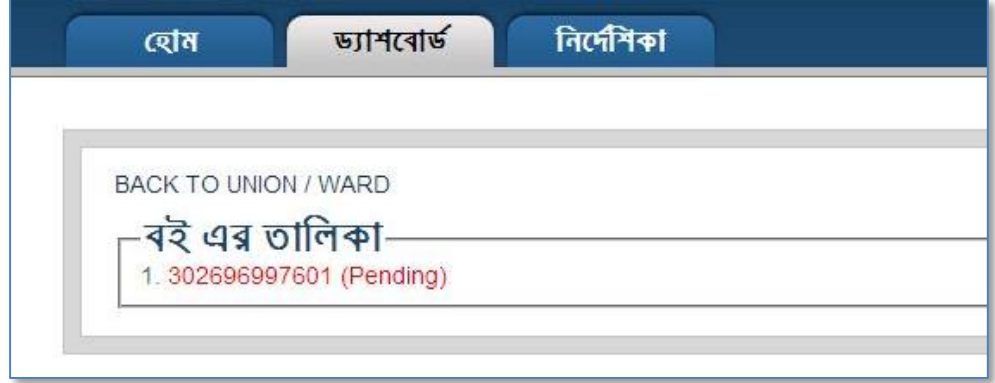 হোম ড্যাশবোর্ড নির্দেশিকা
BACK TO UNION / WARD
বই এর তালিকা
1. 302696997601 (Pending)